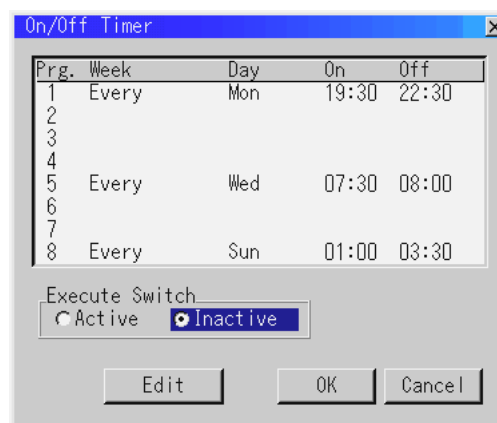 On/Off Timer
Prg. Week Day On Off
1 Every Mon 19:30 22:30
2
3
4
5 Every Wed 07:30 08:00
6
7
8 Every Sun 01:00 03:30
Execute Switch
Active Inactive
Edit OK Cancel